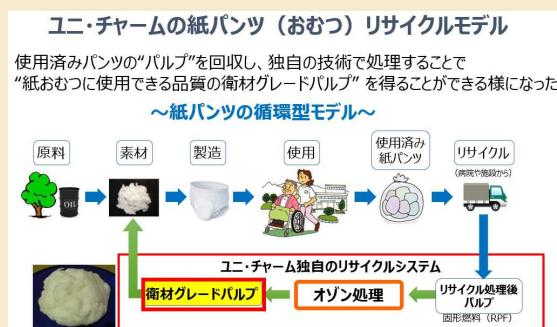 ユニ・チャームの紙パンツ（おむつ）リサイクルモデル
使用済みパンツの“パルプ”を回収し、独自の技術で処理することで
“紙おむつに使用できる品質の衛材グレードパルプ” を得ることができる様になった
～紙パンツの循環型モデル～
原料
素材
製造
使用
使用済み
紙パンツ
リサイクル
(病院や施設から)
OIL
ユニ・チャーム独自のリサイクルシステム
衛材グレードパルプ
オゾン処理
リサイクル処理後
パルプ
固形燃料（RPF）